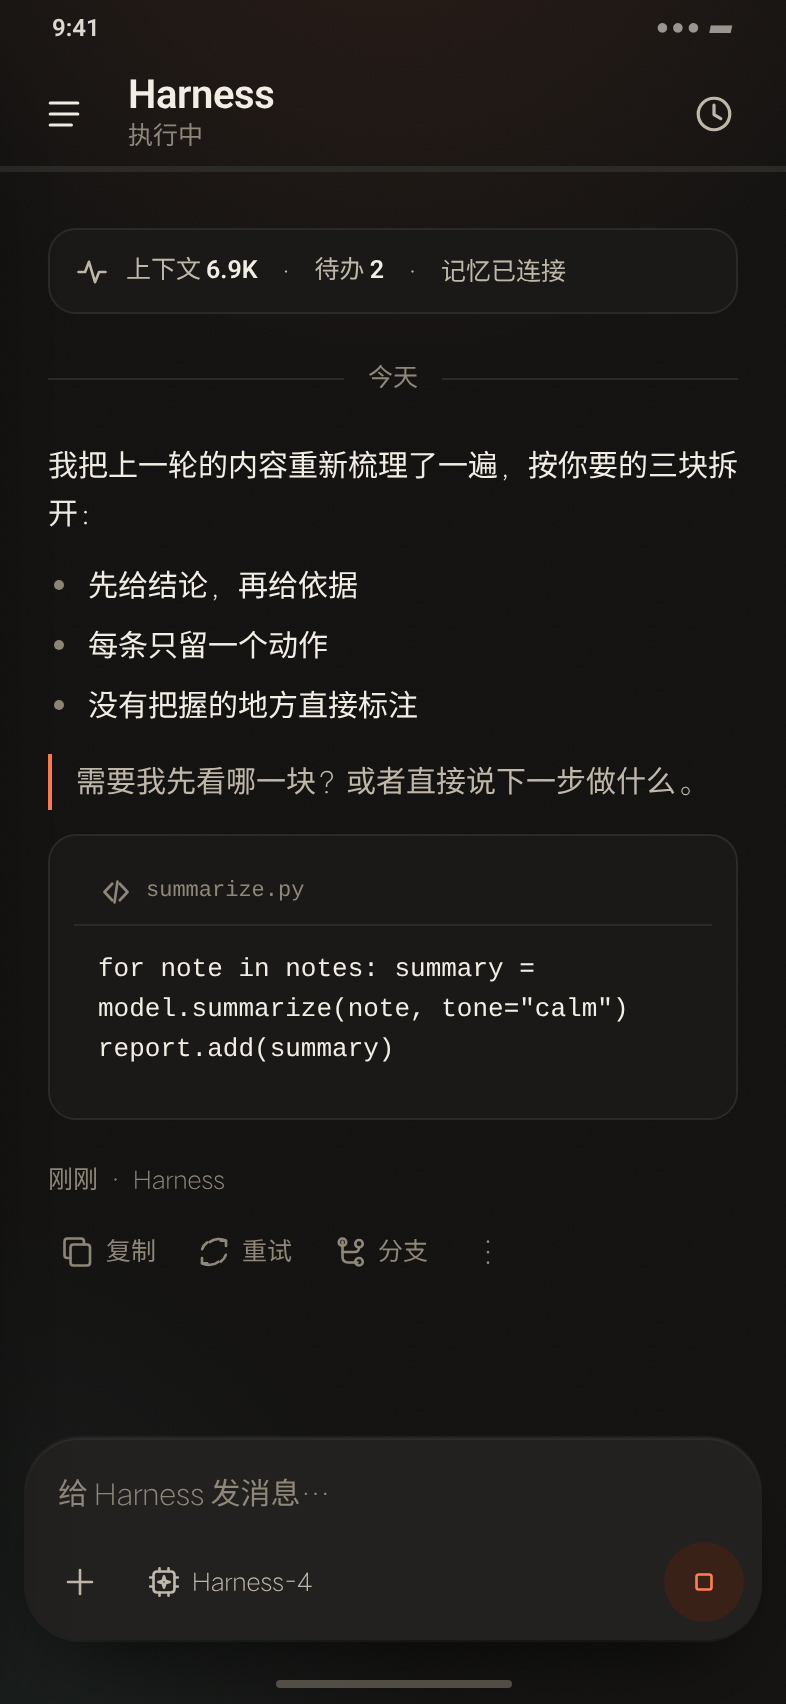 9:41
Harness
执行中
上下文 6.9K · 待办 2 · 记忆已连接
今天
我把上一轮的内容重新梳理了一遍，按你要的三块拆
开：
先给结论，再给依据
每条只留一个动作
没有把握的地方直接标注
需要我先看哪一块？或者直接说下一步做什么。
summarize.py
for note in notes: summary =
model.summarize(note, tone="calm")
report.add(summary)
刚刚 · Harness
复制 重试 分支
给 Harness 发消息…
Harness-4